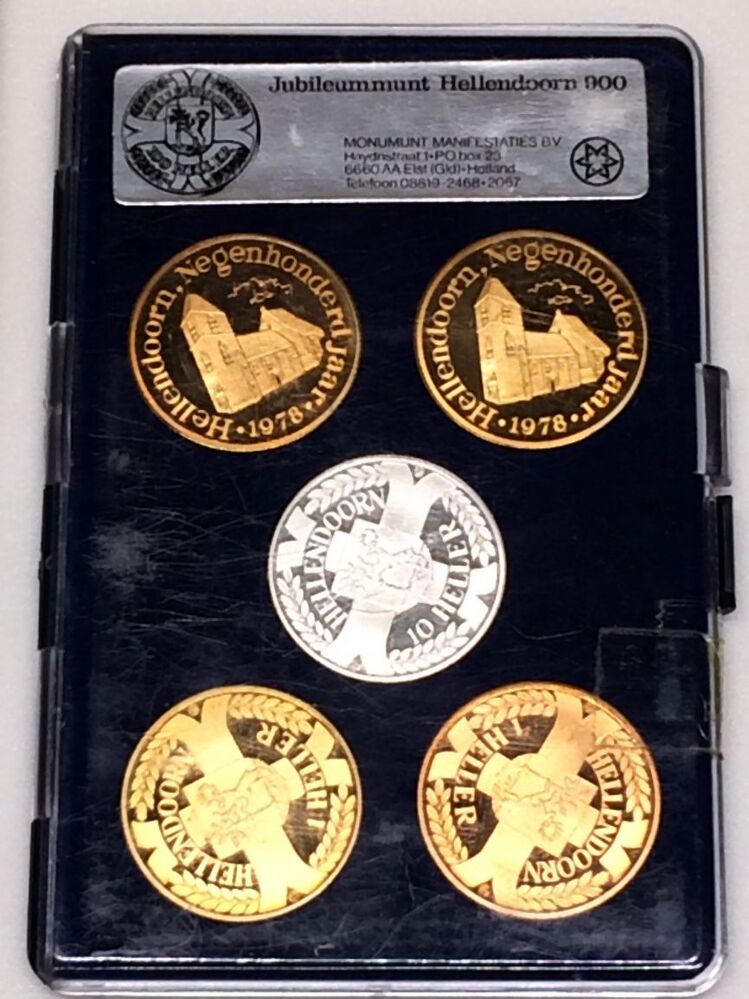 Jubileummunt Hellendoorn 900
MONUMUNT MANIFESTATIES BV
Haydnstraat 1•PO.box 23
6660 AA Elst (Gld)•Holland
Telefoon 08819-2468•2067
HELLER
Hellendoorn, Negenhonderd jaar
•1978•
Hellendoorn, Negenhonderd jaar
•1978•
HELLENDOORN
10 HELLER
HELLENDOORN
1 HELLER
HELLENDOORN
1 HELLER